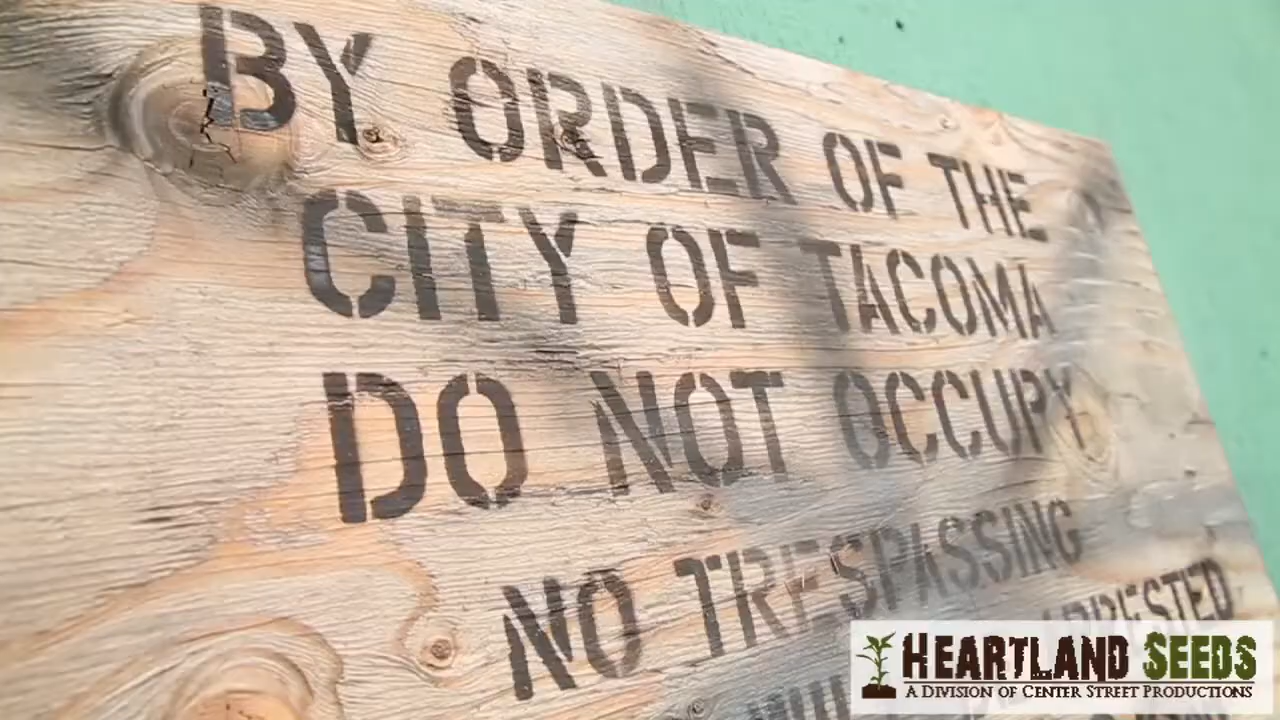 BY ORDER OF THE
CITY OF TACOMA
DO NOT OCCUPY
NO TRESPASSING
ARRESTED
HEARTLAND SEEDS
A DIVISION OF CENTER STREET PRODUCTIONS